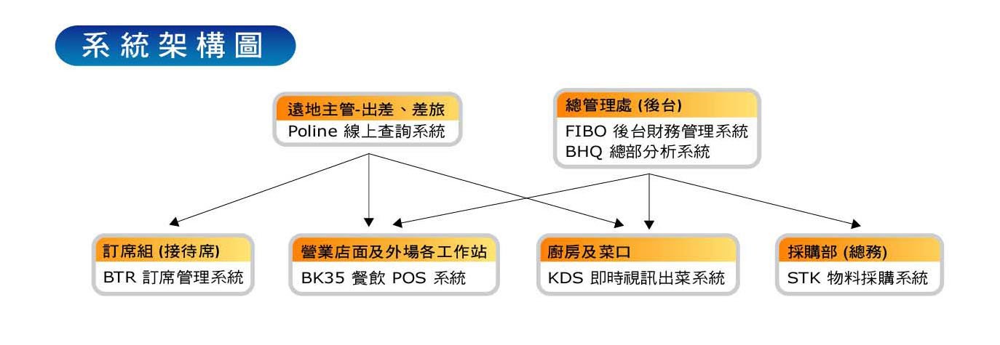 系統架構圖
遠地主管-出差、差旅
Poline 線上查詢系統
總管理處 (後台)
FIBO 後台財務管理系統
BHQ 總部分析系統
訂席組 (接待席)
BTR 訂席管理系統
營業店面及外場各工作站
BK35 餐飲 POS 系統
廚房及菜口
KDS 即時視訊出菜系統
採購部 (總務)
STK 物料採購系統